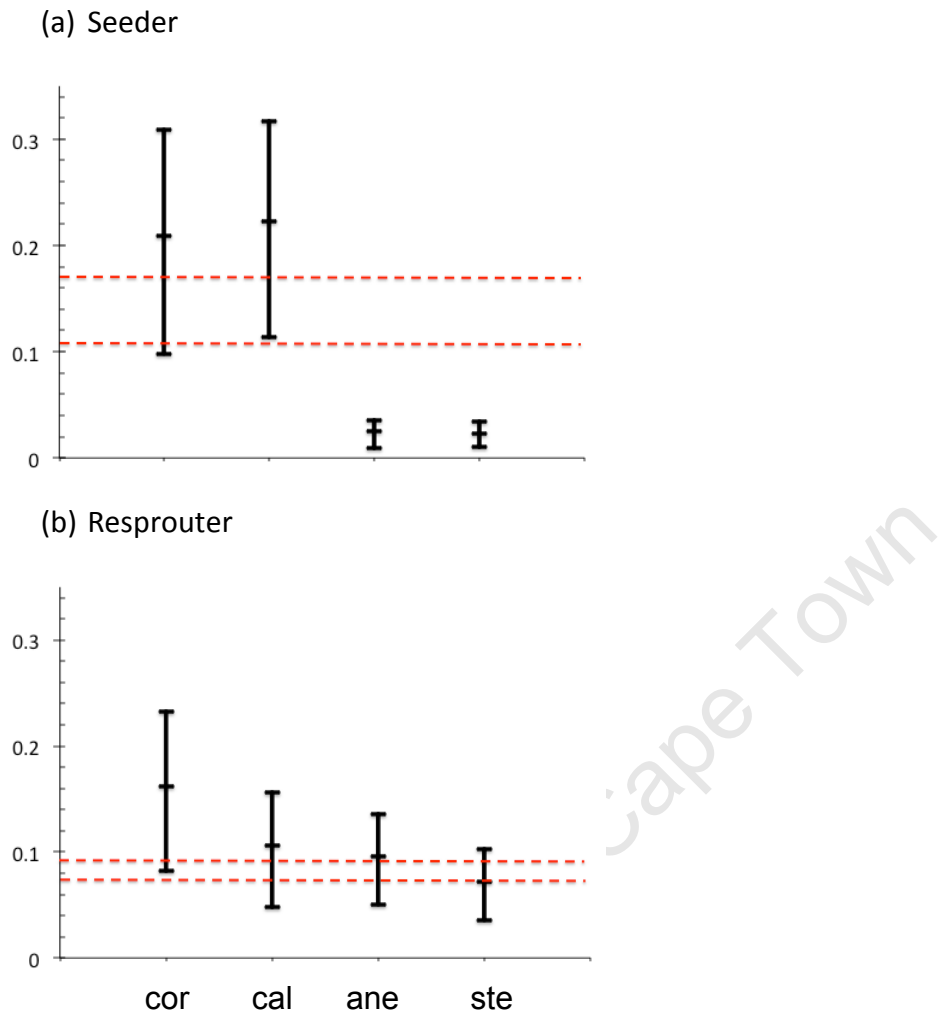 (a) Seeder
0.3
0.2
0.1
0
(b) Resprouter
0.3
0.2
0.1
0
cor cal ane ste
Cape Town